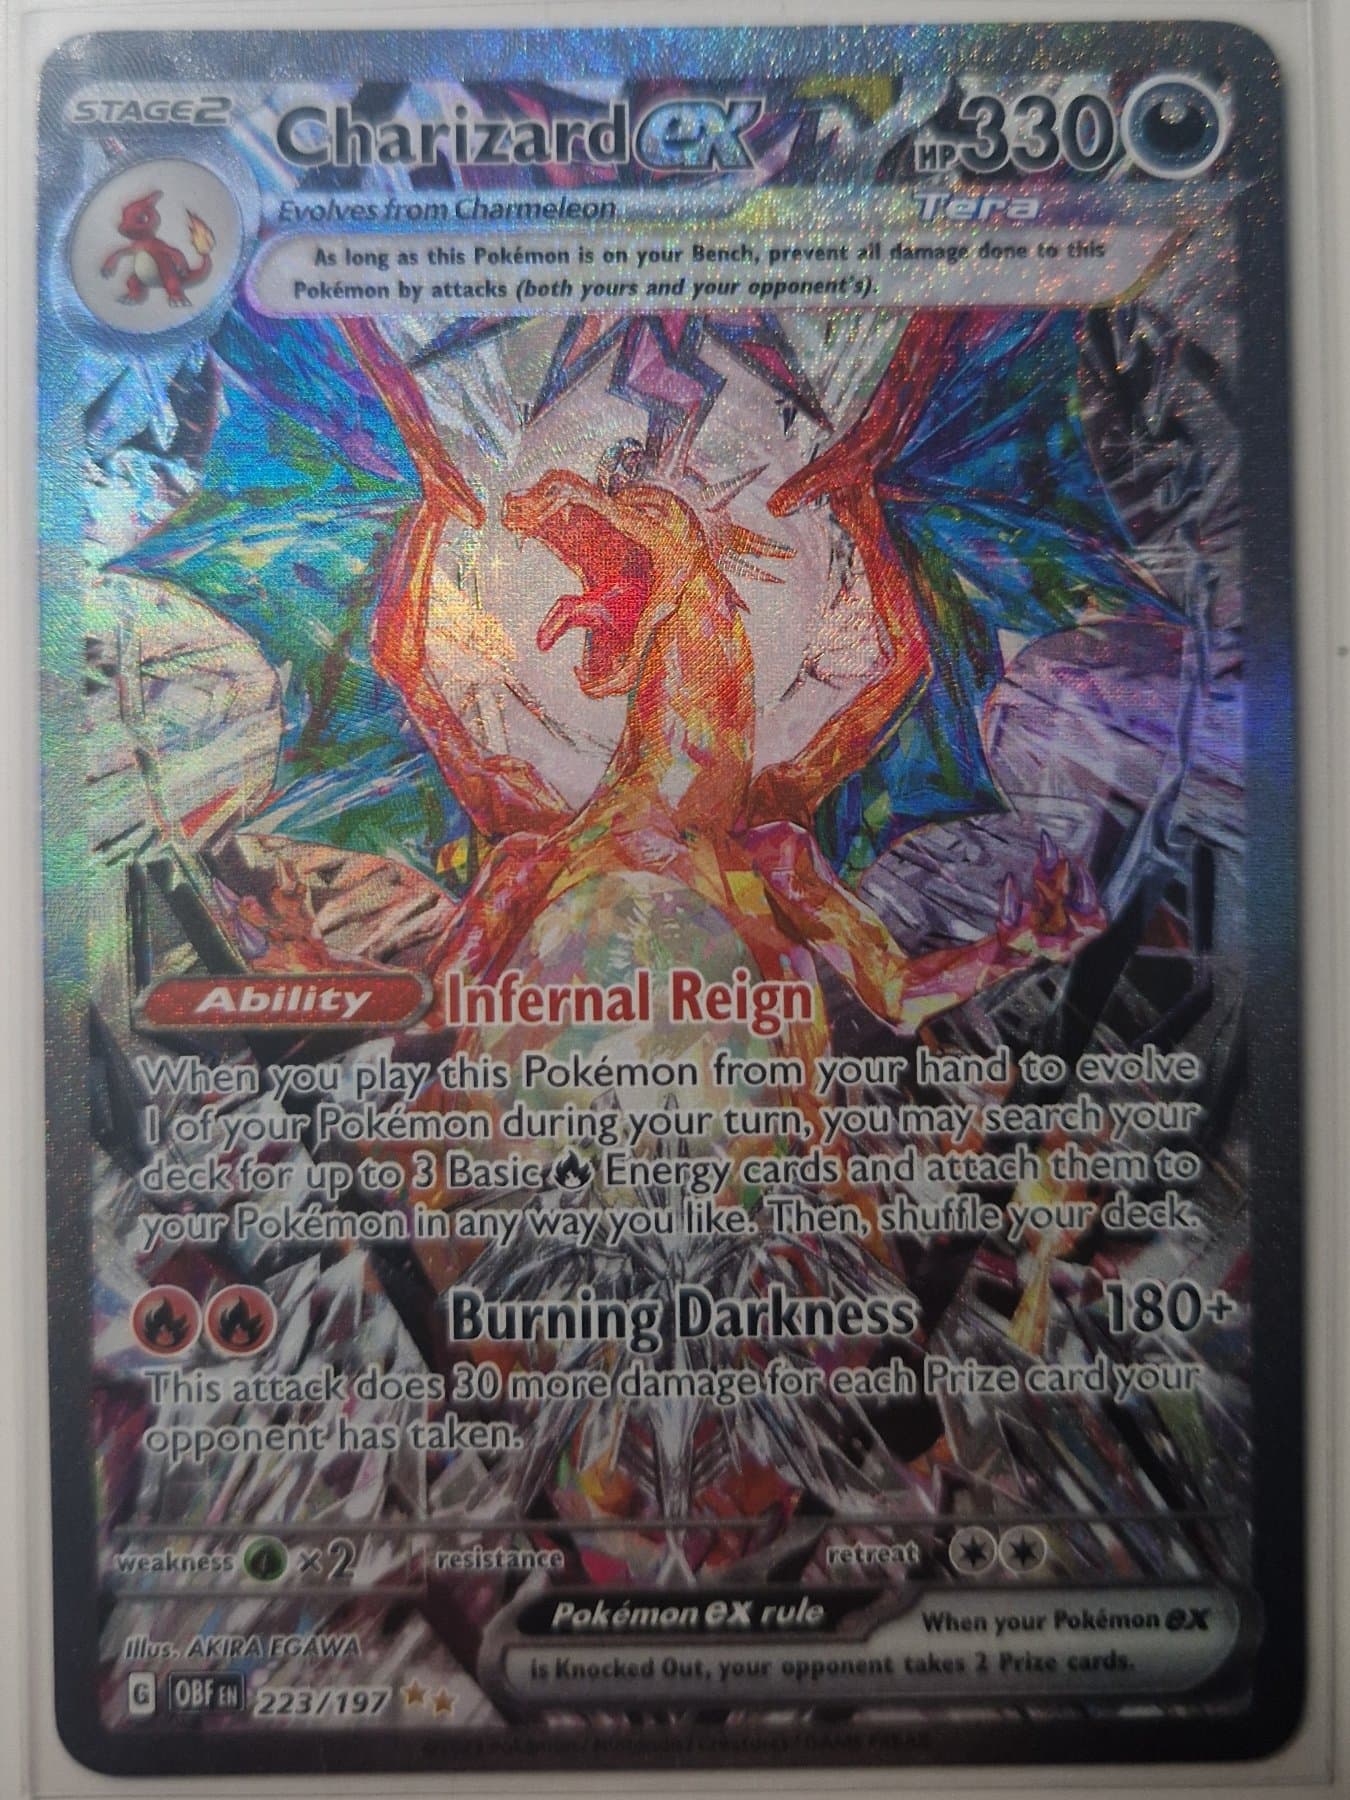 STAGE2 Charizard ex HP330
Evolves from Charmeleon Tera
As long as this Pokémon is on your Bench, prevent all damage done to this
Pokémon by attacks (both yours and your opponent's).
Ability Infernal Reign
When you play this Pokémon from your hand to evolve
1 of your Pokémon during your turn, you may search your
deck for up to 3 Basic Energy cards and attach them to
your Pokémon in any way you like. Then, shuffle your deck.
Burning Darkness 180+
This attack does 30 more damage for each Prize card your
opponent has taken.
weakness ×2 resistance retreat
Pokémon ex rule When your Pokémon ex
is Knocked Out, your opponent takes 2 Prize cards.
Illus. AKIRA EGAWA
G OBF EN 223/197
©2023 Pokémon / Nintendo / Creatures / GAME FREAK